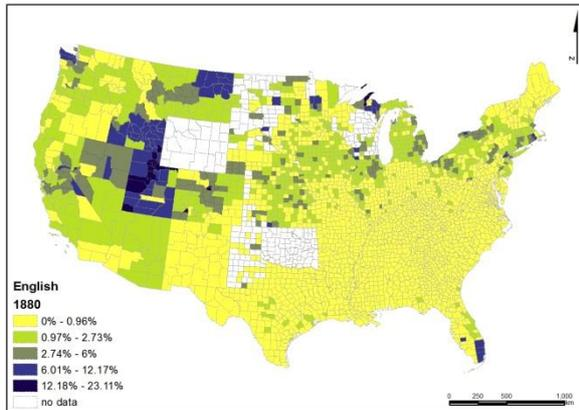 N
English
1880
0% - 0.96%
0.97% - 2.73%
2.74% - 6%
6.01% - 12.17%
12.18% - 23.11%
no data
0 250 500 1,000
km